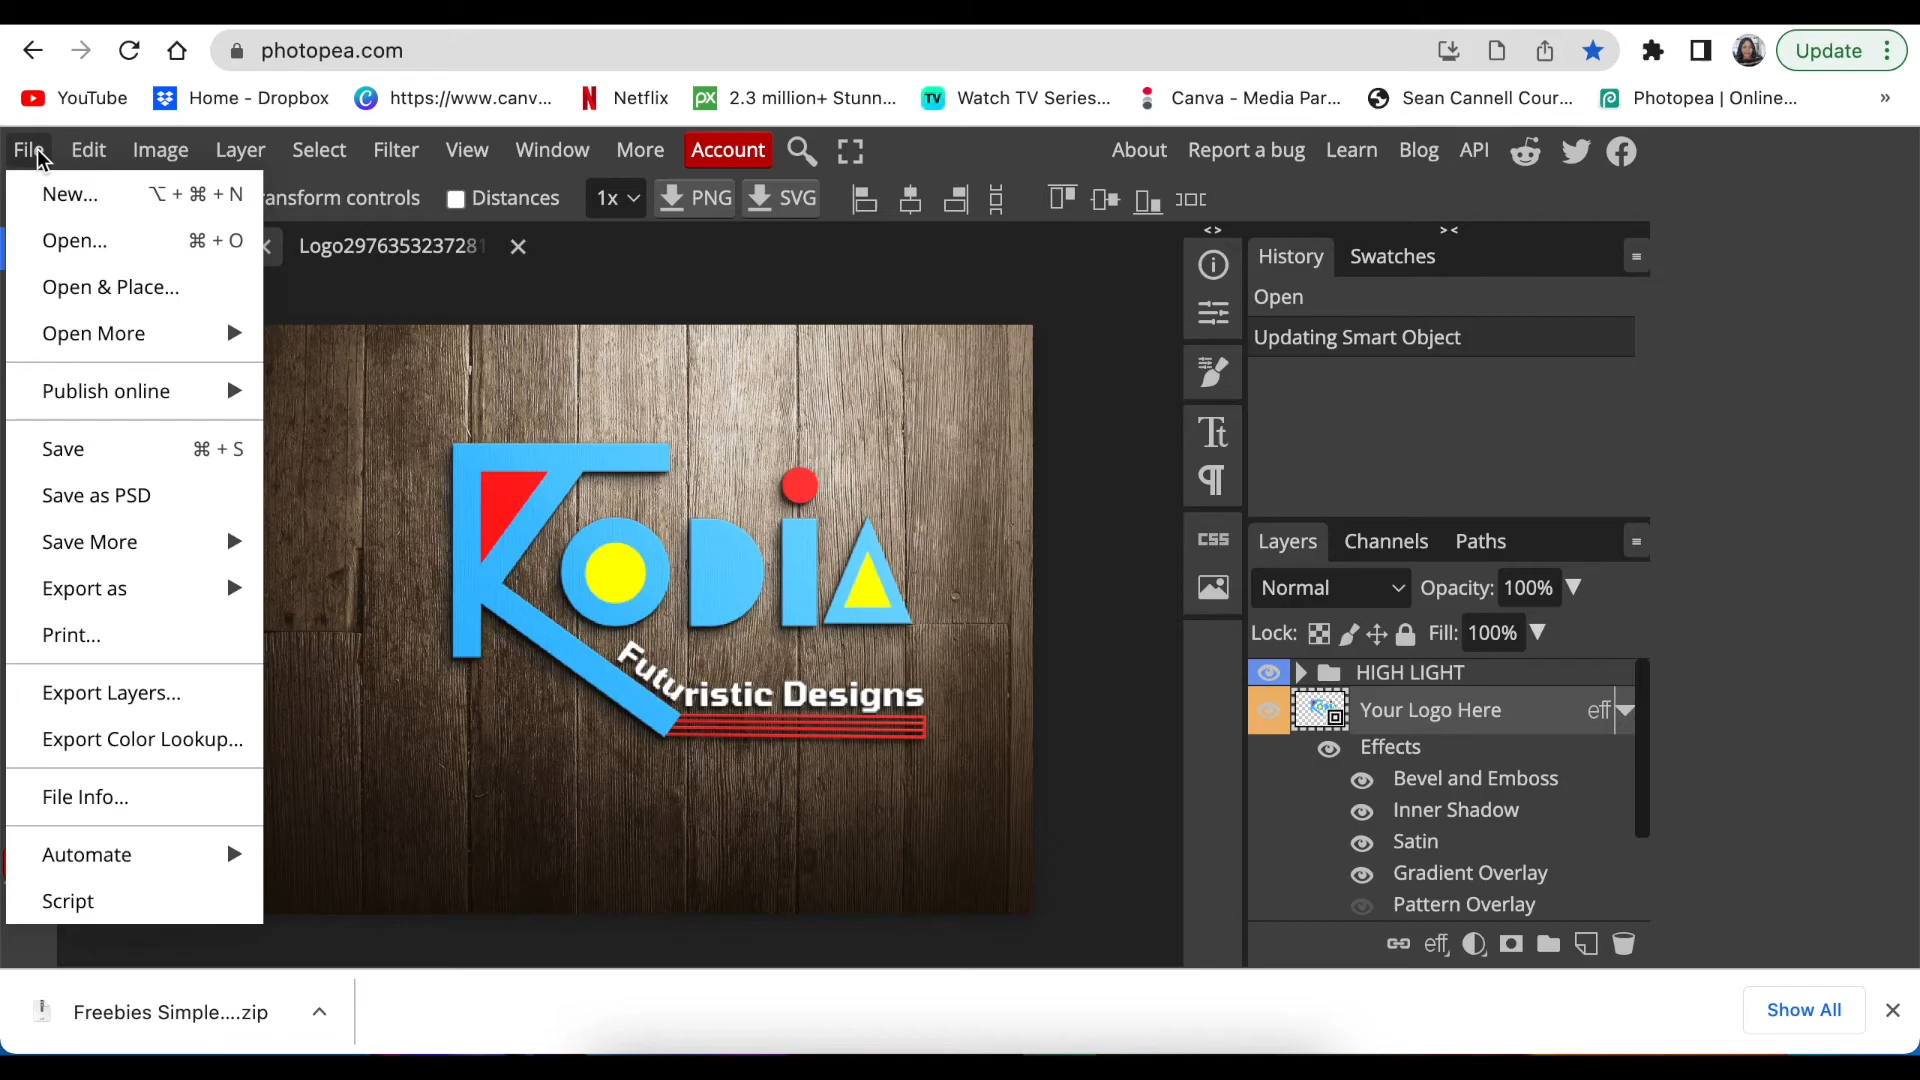 photopea.com
Update
YouTube
Home - Dropbox
https://www.canv...
Netflix
2.3 million+ Stunn...
Watch TV Series...
Canva - Media Par...
Sean Cannell Cour...
Photopea | Online...
»
File Edit Image Layer Select Filter View Window More Account
About Report a bug Learn Blog API
New... ⌥ + ⌘ + N
ansform controls
Distances
1x
PNG
SVG
Open... ⌘ + O
Open & Place...
Open More
Publish online
Save ⌘ + S
Save as PSD
Save More
Export as
Print...
Export Layers...
Export Color Lookup...
File Info...
Automate
Script
Logo2976353237281
KODiA
Futuristic Designs
< >
> <
CSS
History Swatches
Open
Updating Smart Object
Layers Channels Paths
Normal Opacity: 100%
Lock: Fill: 100%
HIGH LIGHT
Your Logo Here eff
Effects
Bevel and Emboss
Inner Shadow
Satin
Gradient Overlay
Pattern Overlay
eff
Freebies Simple....zip
Show All